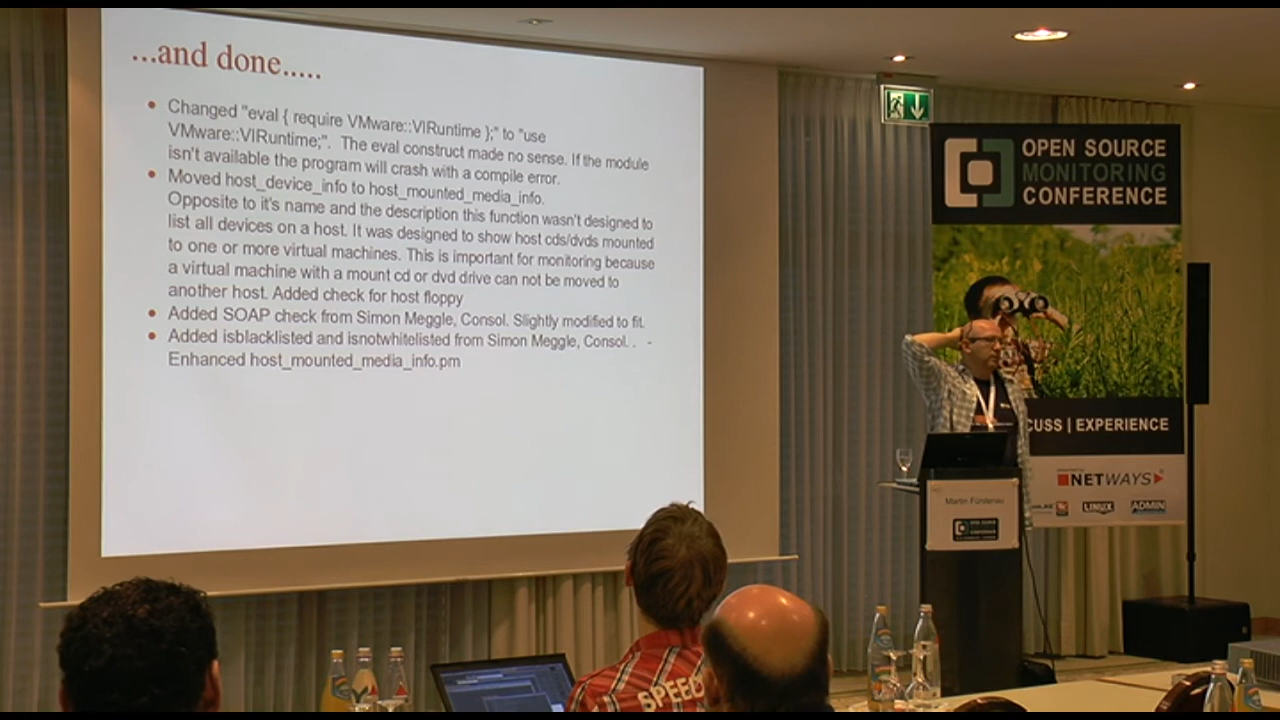 ...and done.....
Changed "eval { require VMware::VIRuntime };" to "use
VMware::VIRuntime;". The eval construct made no sense. If the module
isn't available the program will crash with a compile error.
Moved host_device_info to host_mounted_media_info.
Opposite to it's name and the description this function wasn't designed to
list all devices on a host. It was designed to show host cds/dvds mounted
to one or more virtual machines. This is important for monitoring because
a virtual machine with a mount cd or dvd drive can not be moved to
another host. Added check for host floppy
Added SOAP check from Simon Meggle, Consol. Slightly modified to fit.
Added isblacklisted and isnotwhitelisted from Simon Meggle, Consol. . -
Enhanced host_mounted_media_info.pm
OPEN SOURCE
MONITORING
CONFERENCE
CUSS | EXPERIENCE
NETWAYS
LINUX
ADMIN
Martin Fürstenau
OPEN SOURCE
MONITORING
CONFERENCE
SPEED